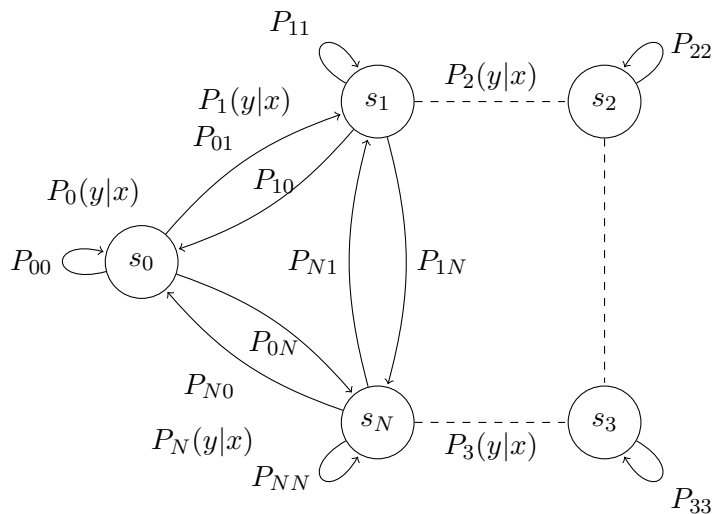 P_{11}
P_{22}
P_1(y|x)
s_1
P_2(y|x)
s_2
P_{01}
P_{10}
P_0(y|x)
P_{00}
s_0
P_{N1}
P_{1N}
P_{0N}
P_{N0}
P_N(y|x)
s_N
P_3(y|x)
s_3
P_{NN}
P_{33}